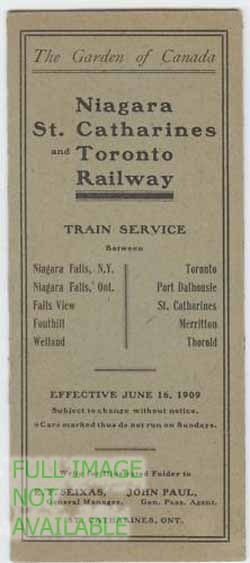 The Garden of Canada
Niagara
St. Catharines
and Toronto
Railway
TRAIN SERVICE
Between
Niagara Falls, N.Y.
Niagara Falls, Ont.
Falls View
Fonthill
Welland
Toronto
Port Dalhousie
St. Catharines
Merritton
Thorold
EFFECTIVE JUNE 16, 1909
Subject to change without notice.
Cars marked thus do not run on Sundays.
Folder to
SEIXAS,
General Manager,
JOHN PAUL,
Gen. Pass. Agent.
ST. CATHARINES, ONT.
FULL IMAGE
NOT
AVAILABLE